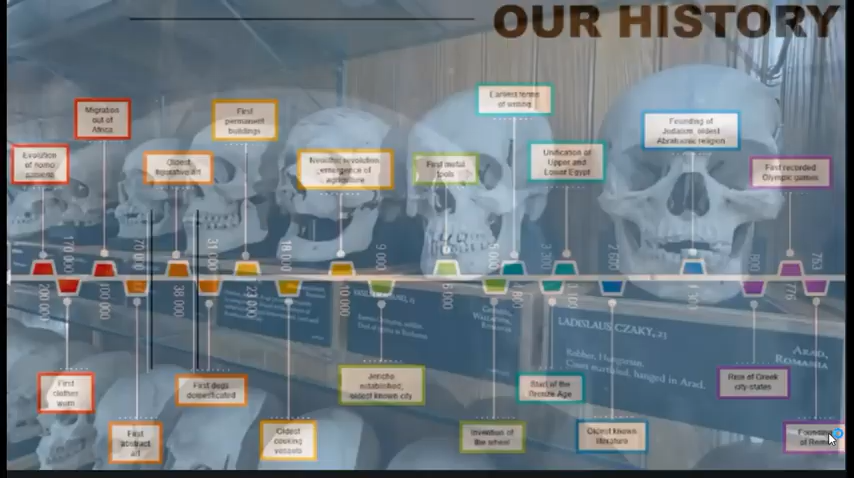 OUR HISTORY
Migration
out of
Africa
First
permanent
buildings
Earliest forms
of writing
Founding of
Judaism, oldest
Abrahamic religion
Evolution
of homo
sapiens
Oldest
figurative art
Neolithic revolution,
emergence of
agriculture
First metal
tools
Unification of
Upper and
Lower Egypt
First recorded
Olympic games
200 000
170 000
100 000
70 000
38 000
31 000
23 000
18 000
10 000
9 000
6 000
5 000
3 300
3 100
2 600
800
776
753
LADISLAUS CZAKY, 23
Robber, Hungarian.
Arad,
Romania
First
clothes
worn
First dogs
domesticated
Jericho
established,
oldest known city
Start of the
Bronze Age
Rise of Greek
city-states
First
abstract
art
Oldest
cooking
vessels
Invention of
the wheel
Oldest known
literature
Founding
of Rome